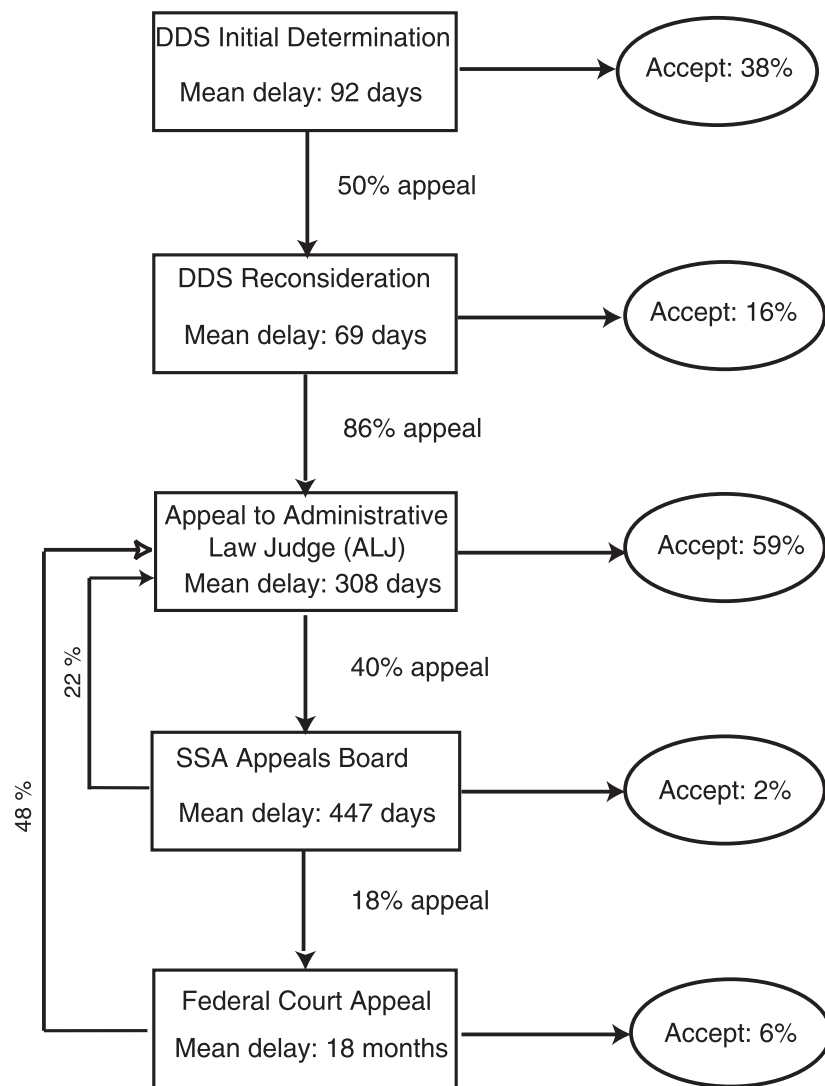 DDS Initial Determination
Mean delay: 92 days
Accept: 38%
50% appeal
DDS Reconsideration
Mean delay: 69 days
Accept: 16%
86% appeal
Appeal to Administrative
Law Judge (ALJ)
Mean delay: 308 days
Accept: 59%
22 %
40% appeal
SSA Appeals Board
Mean delay: 447 days
Accept: 2%
48 %
18% appeal
Federal Court Appeal
Mean delay: 18 months
Accept: 6%